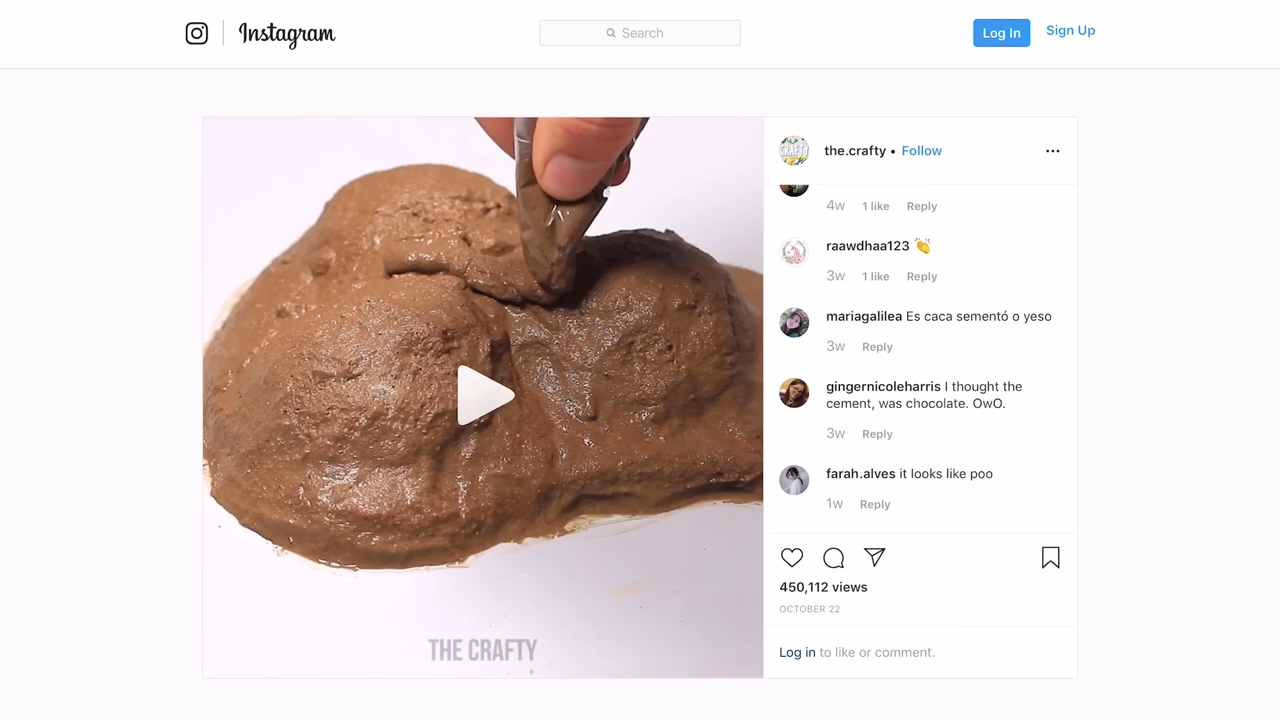 Instagram
Search
Log In
Sign Up
CRAFTY
the.crafty • Follow
4w 1 like Reply
raawdhaa123 👏
3w 1 like Reply
mariagalilea Es caca sementó o yeso
3w Reply
gingernicoleharris I thought the
cement, was chocolate. OwO.
3w Reply
farah.alves it looks like poo
1w Reply
450,112 views
OCTOBER 22
Log in to like or comment.
THE CRAFTY